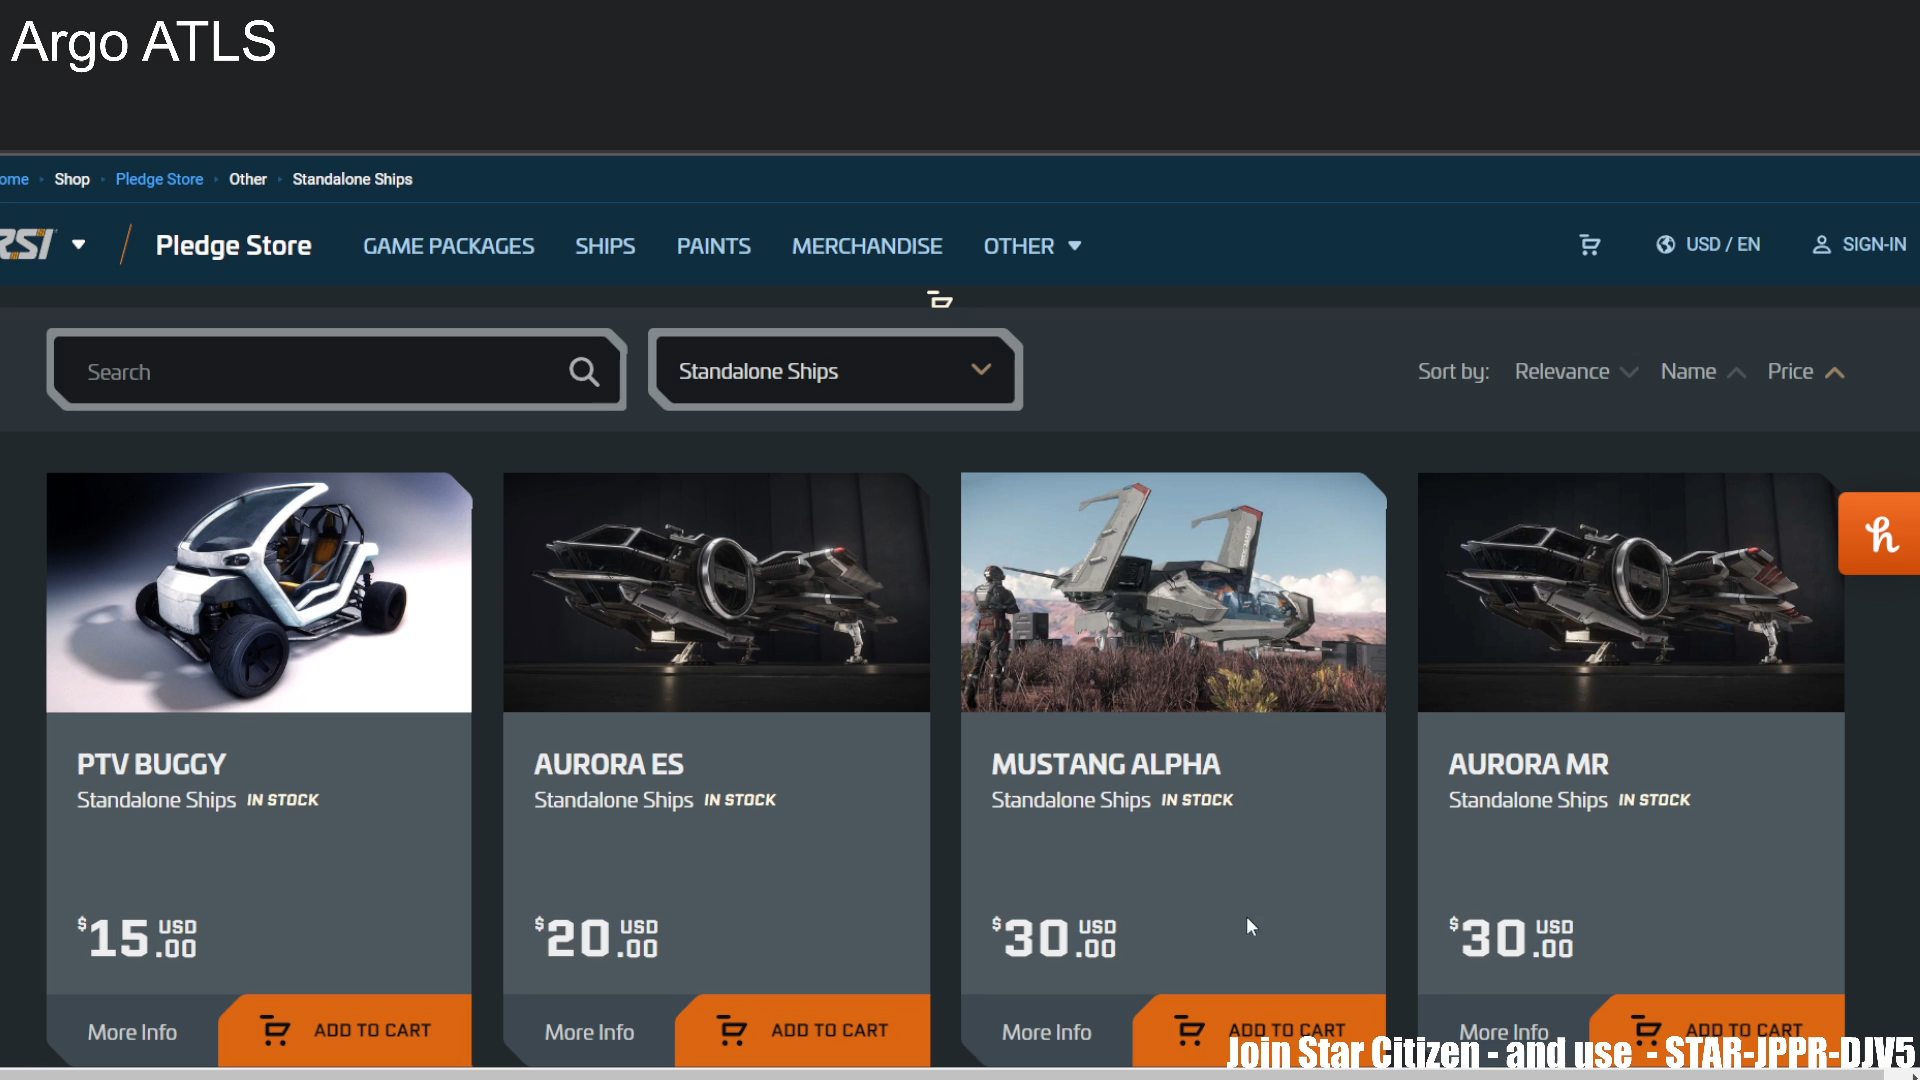 Argo ATLS
ome Shop Pledge Store Other Standalone Ships
RSI Pledge Store GAME PACKAGES SHIPS PAINTS MERCHANDISE OTHER USD / EN SIGN-IN
Search Standalone Ships Sort by: Relevance Name Price
PTV BUGGY
Standalone Ships IN STOCK
$15 USD .00
More Info ADD TO CART
AURORA ES
Standalone Ships IN STOCK
$20 USD .00
More Info ADD TO CART
MUSTANG ALPHA
Standalone Ships IN STOCK
$30 USD .00
More Info ADD TO CART
AURORA MR
Standalone Ships IN STOCK
$30 USD .00
More Info ADD TO CART
Join Star Citizen - and use - STAR-JPPR-DJV5